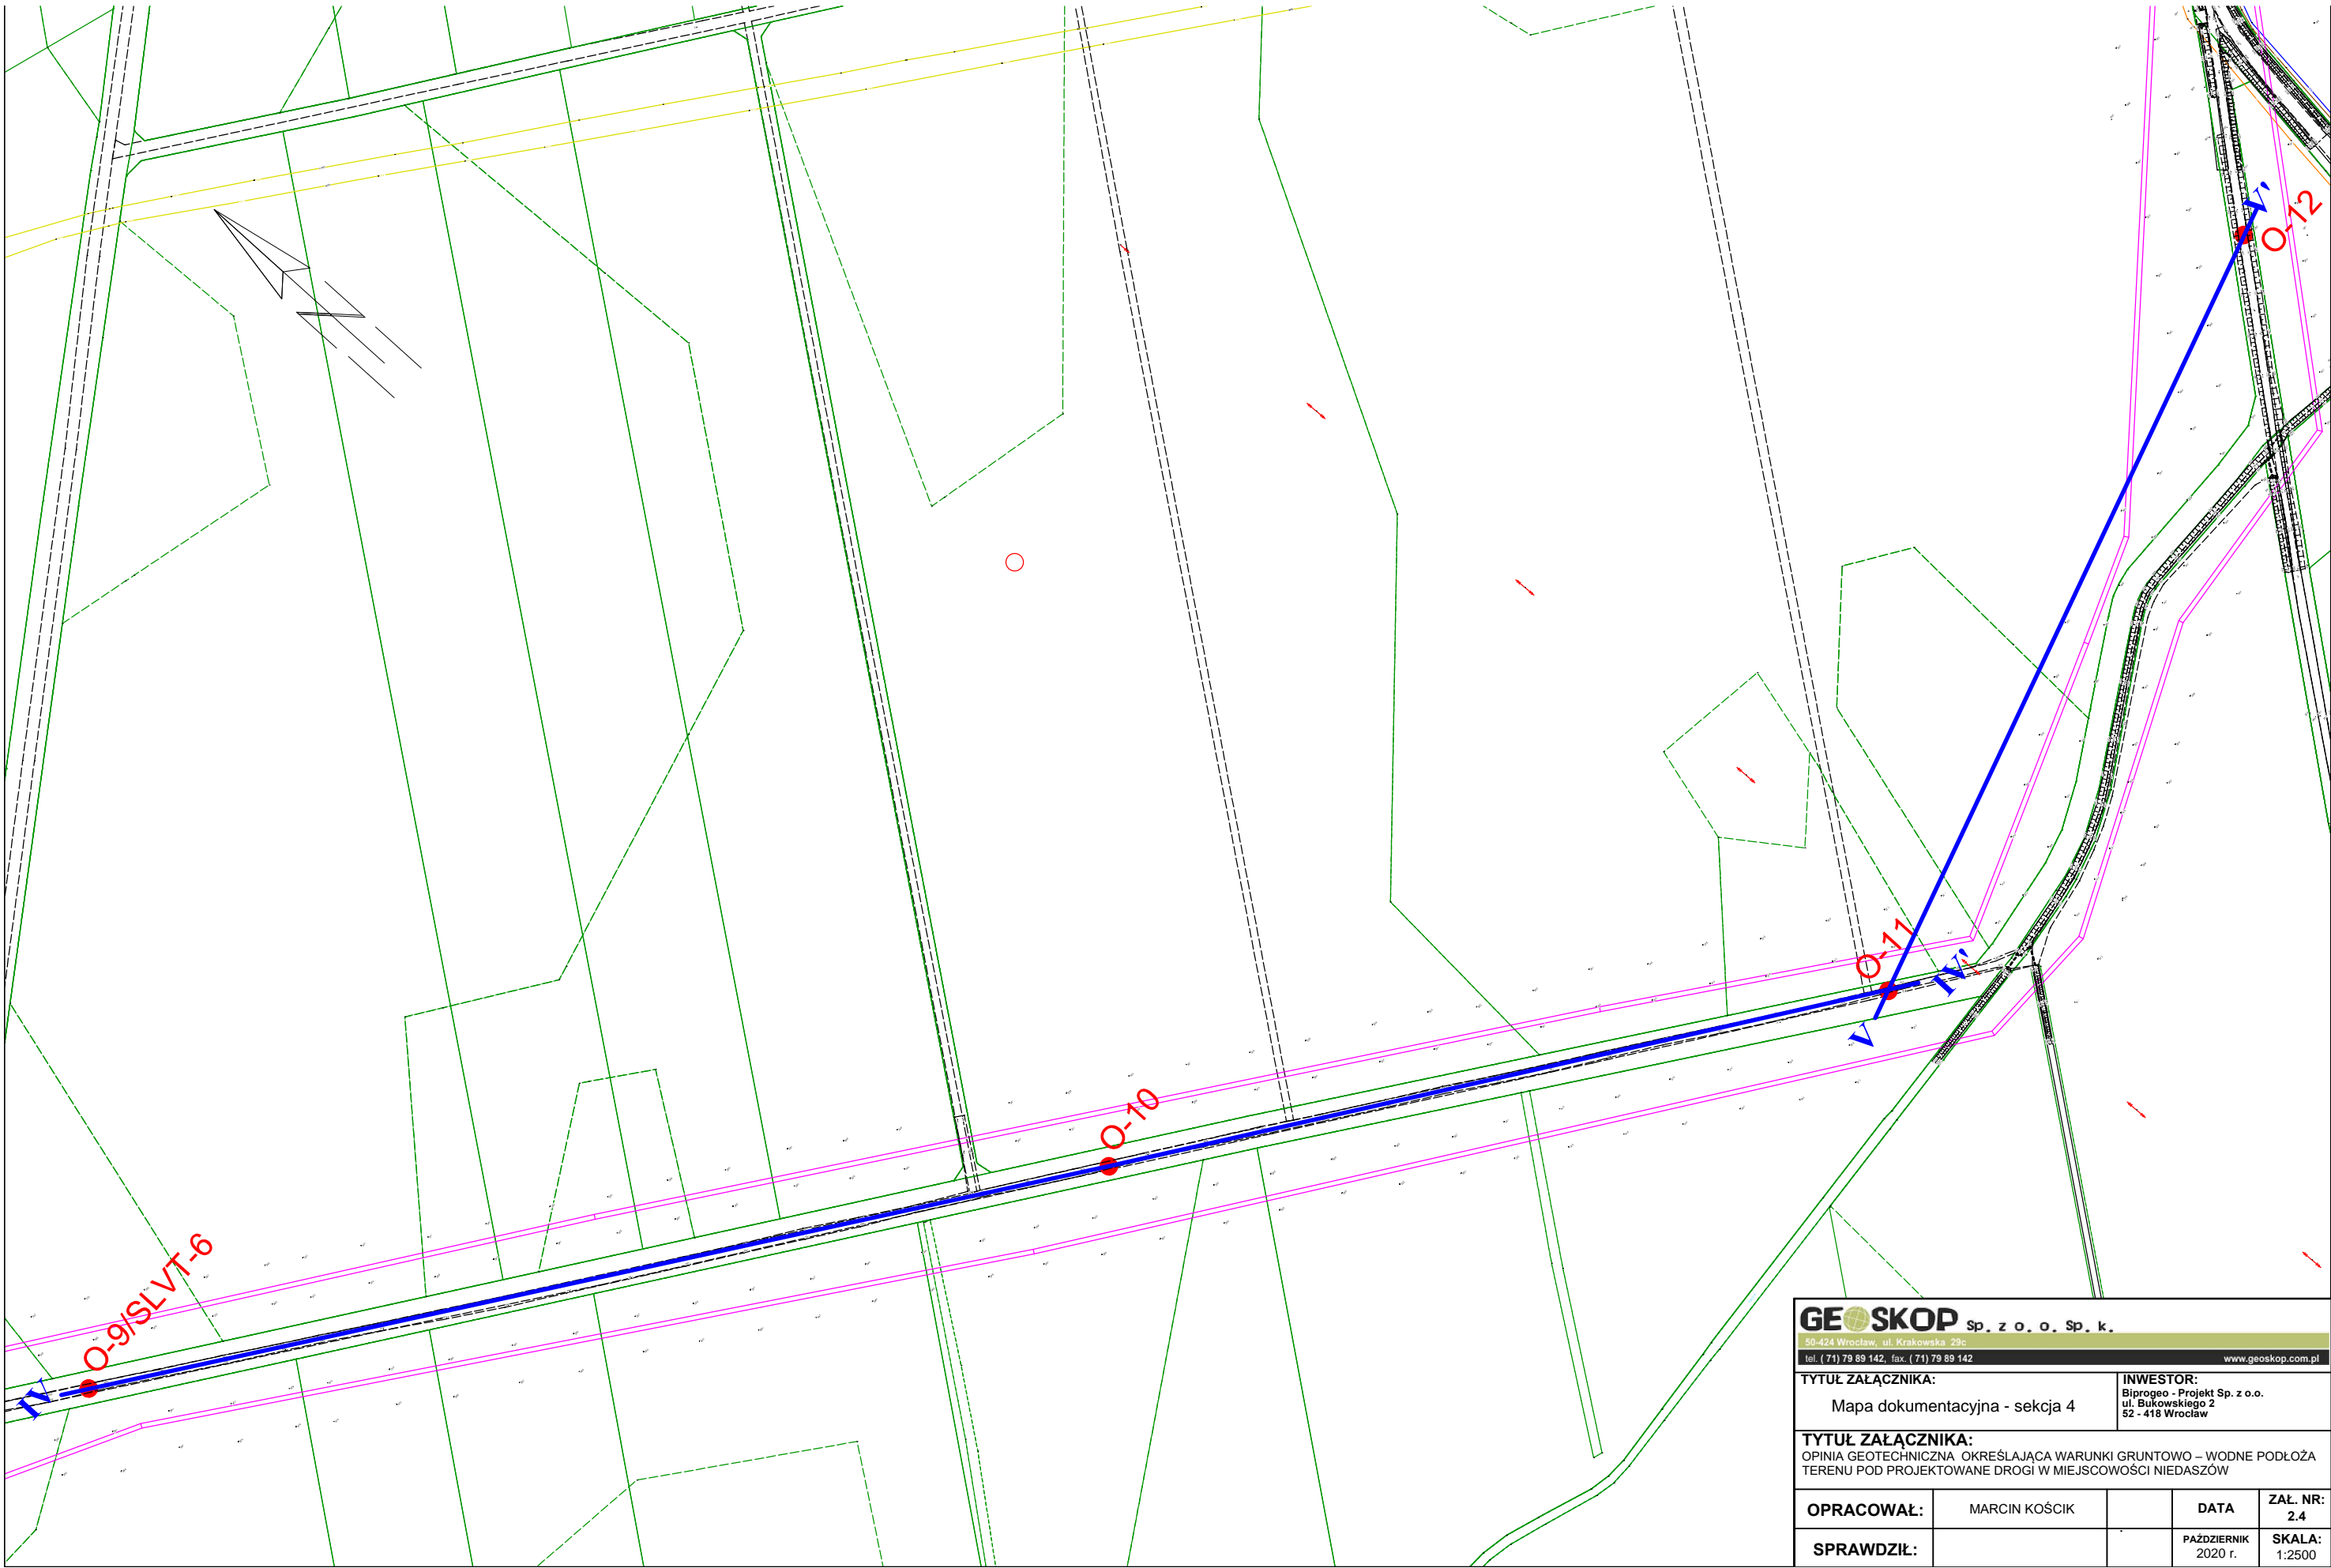 V'
O-12
N
O-11
IV'
V
O-10
O-9/SLVT-6
IV
GEOSKOP Sp. z o. o. Sp. k.
50-424 Wrocław, ul. Krakowska 29c
tel. ( 71) 79 89 142, fax. ( 71) 79 89 142 www.geoskop.com.pl
TYTUŁ ZAŁĄCZNIKA:
Mapa dokumentacyjna - sekcja 4
INWESTOR:
Biprogeo - Projekt Sp. z o.o.
ul. Bukowskiego 2
52 - 418 Wrocław
TYTUŁ ZAŁĄCZNIKA:
OPINIA GEOTECHNICZNA OKREŚLAJĄCA WARUNKI GRUNTOWO – WODNE PODŁOŻA
TERENU POD PROJEKTOWANE DROGI W MIEJSCOWOŚCI NIEDASZÓW
OPRACOWAŁ: MARCIN KOŚCIK DATA ZAŁ. NR:
2.4
SPRAWDZIŁ: PAŹDZIERNIK
2020 r.
SKALA:
1:2500